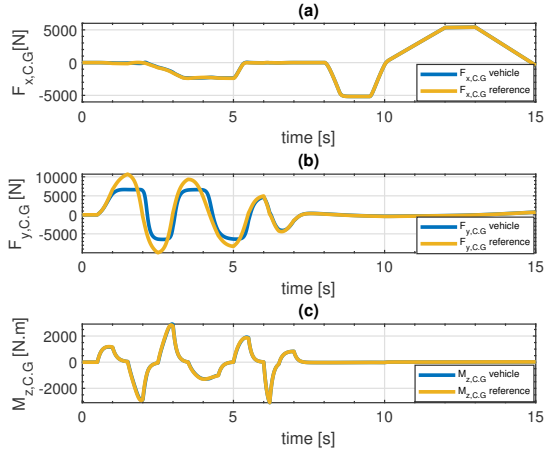 (a)
F_x,C.G [N]
5000
0
-5000
F_x,C.G vehicle
F_x,C.G reference
0 5 10 15
time [s]
(b)
F_y,C.G [N]
10000
5000
0
-5000
F_y,C.G vehicle
F_y,C.G reference
0 5 10 15
time [s]
(c)
M_z,C.G [N.m]
2000
0
-2000
M_z,C.G vehicle
M_z,C.G reference
0 5 10 15
time [s]